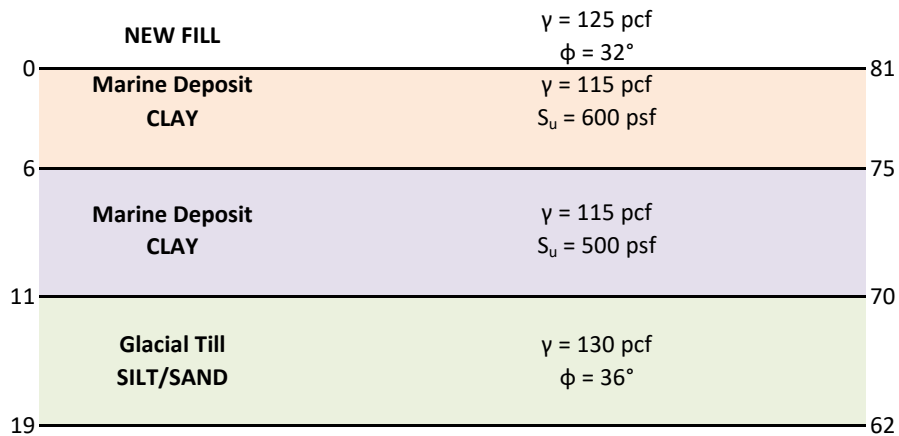 NEW FILL
γ = 125 pcf
ϕ = 32°
0
81
Marine Deposit
CLAY
γ = 115 pcf
Sᵤ = 600 psf
6
75
Marine Deposit
CLAY
γ = 115 pcf
Sᵤ = 500 psf
11
70
Glacial Till
SILT/SAND
γ = 130 pcf
ϕ = 36°
19
62